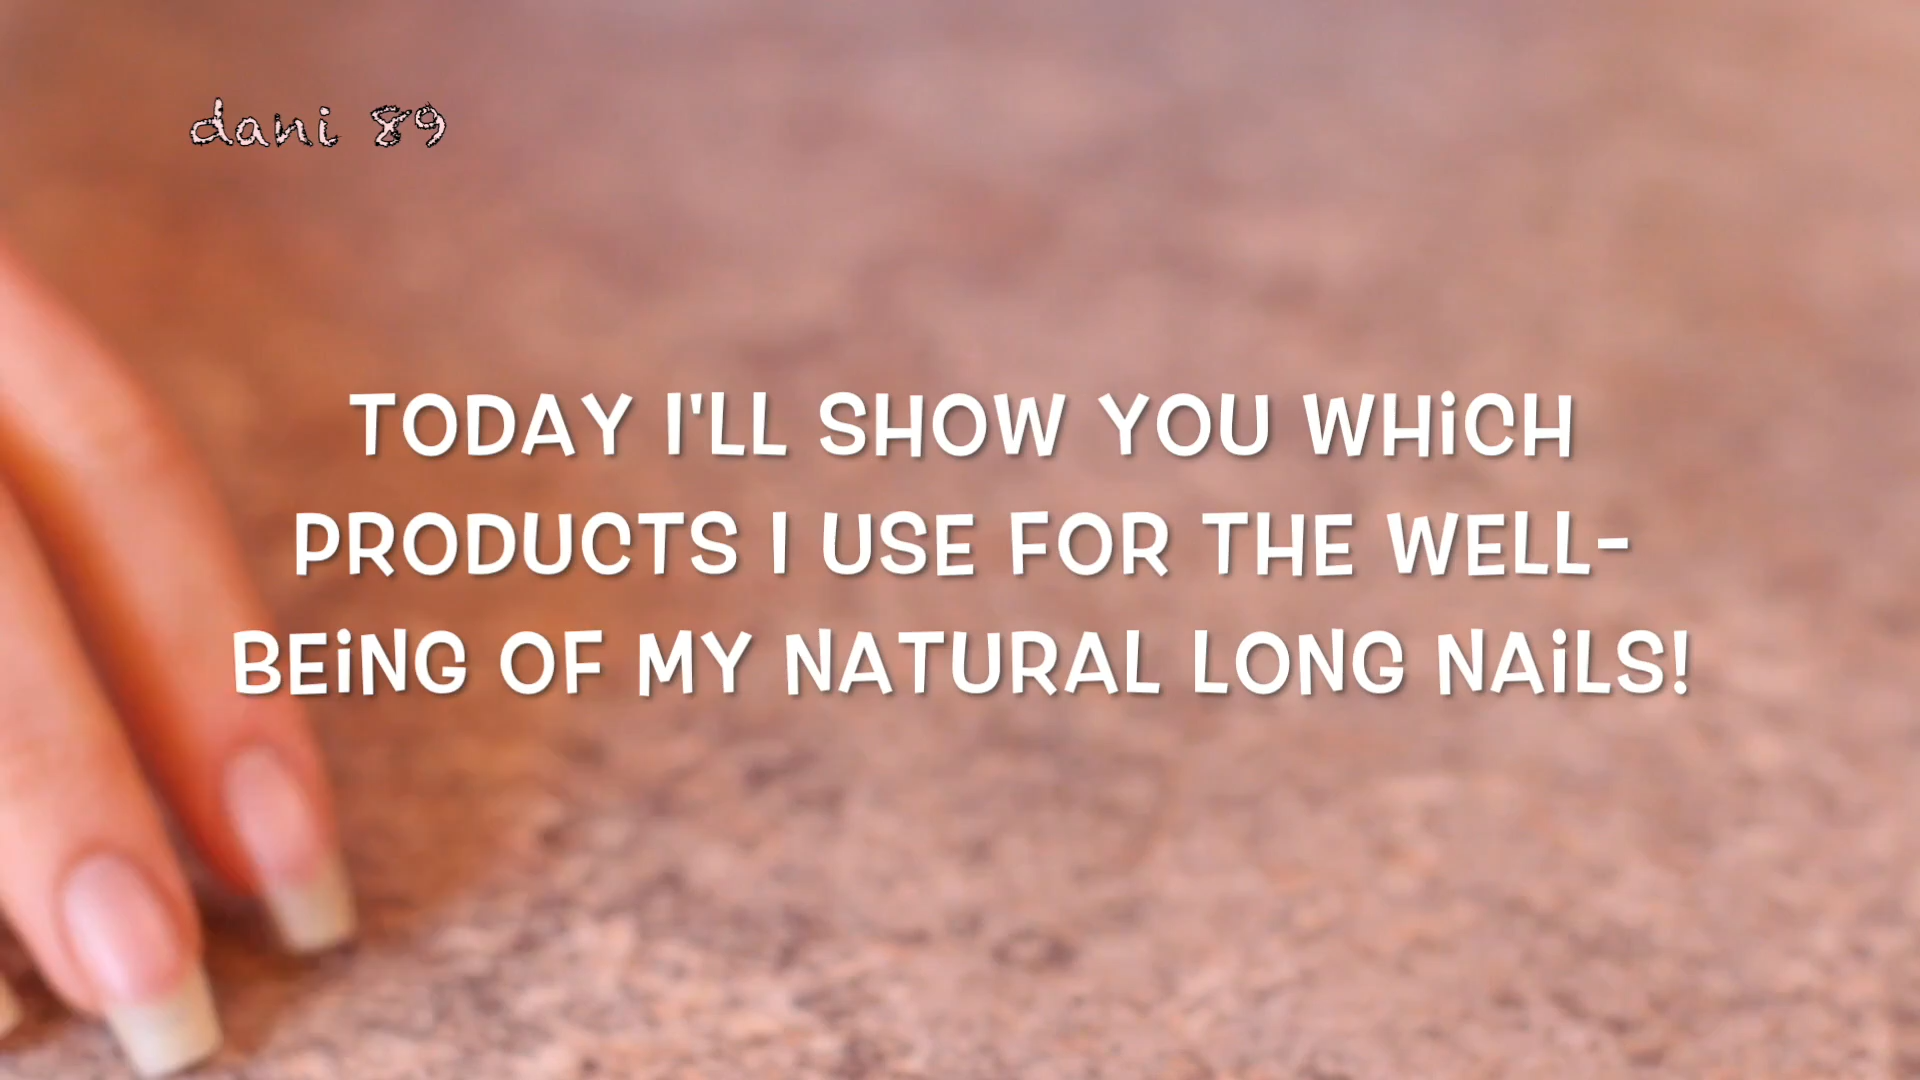 dani 89
TODAY I'LL SHOW YOU WHiCH
PRODUCTS I USE FOR THE WELL-
BEiNG OF MY NATURAL LONG NAiLS!